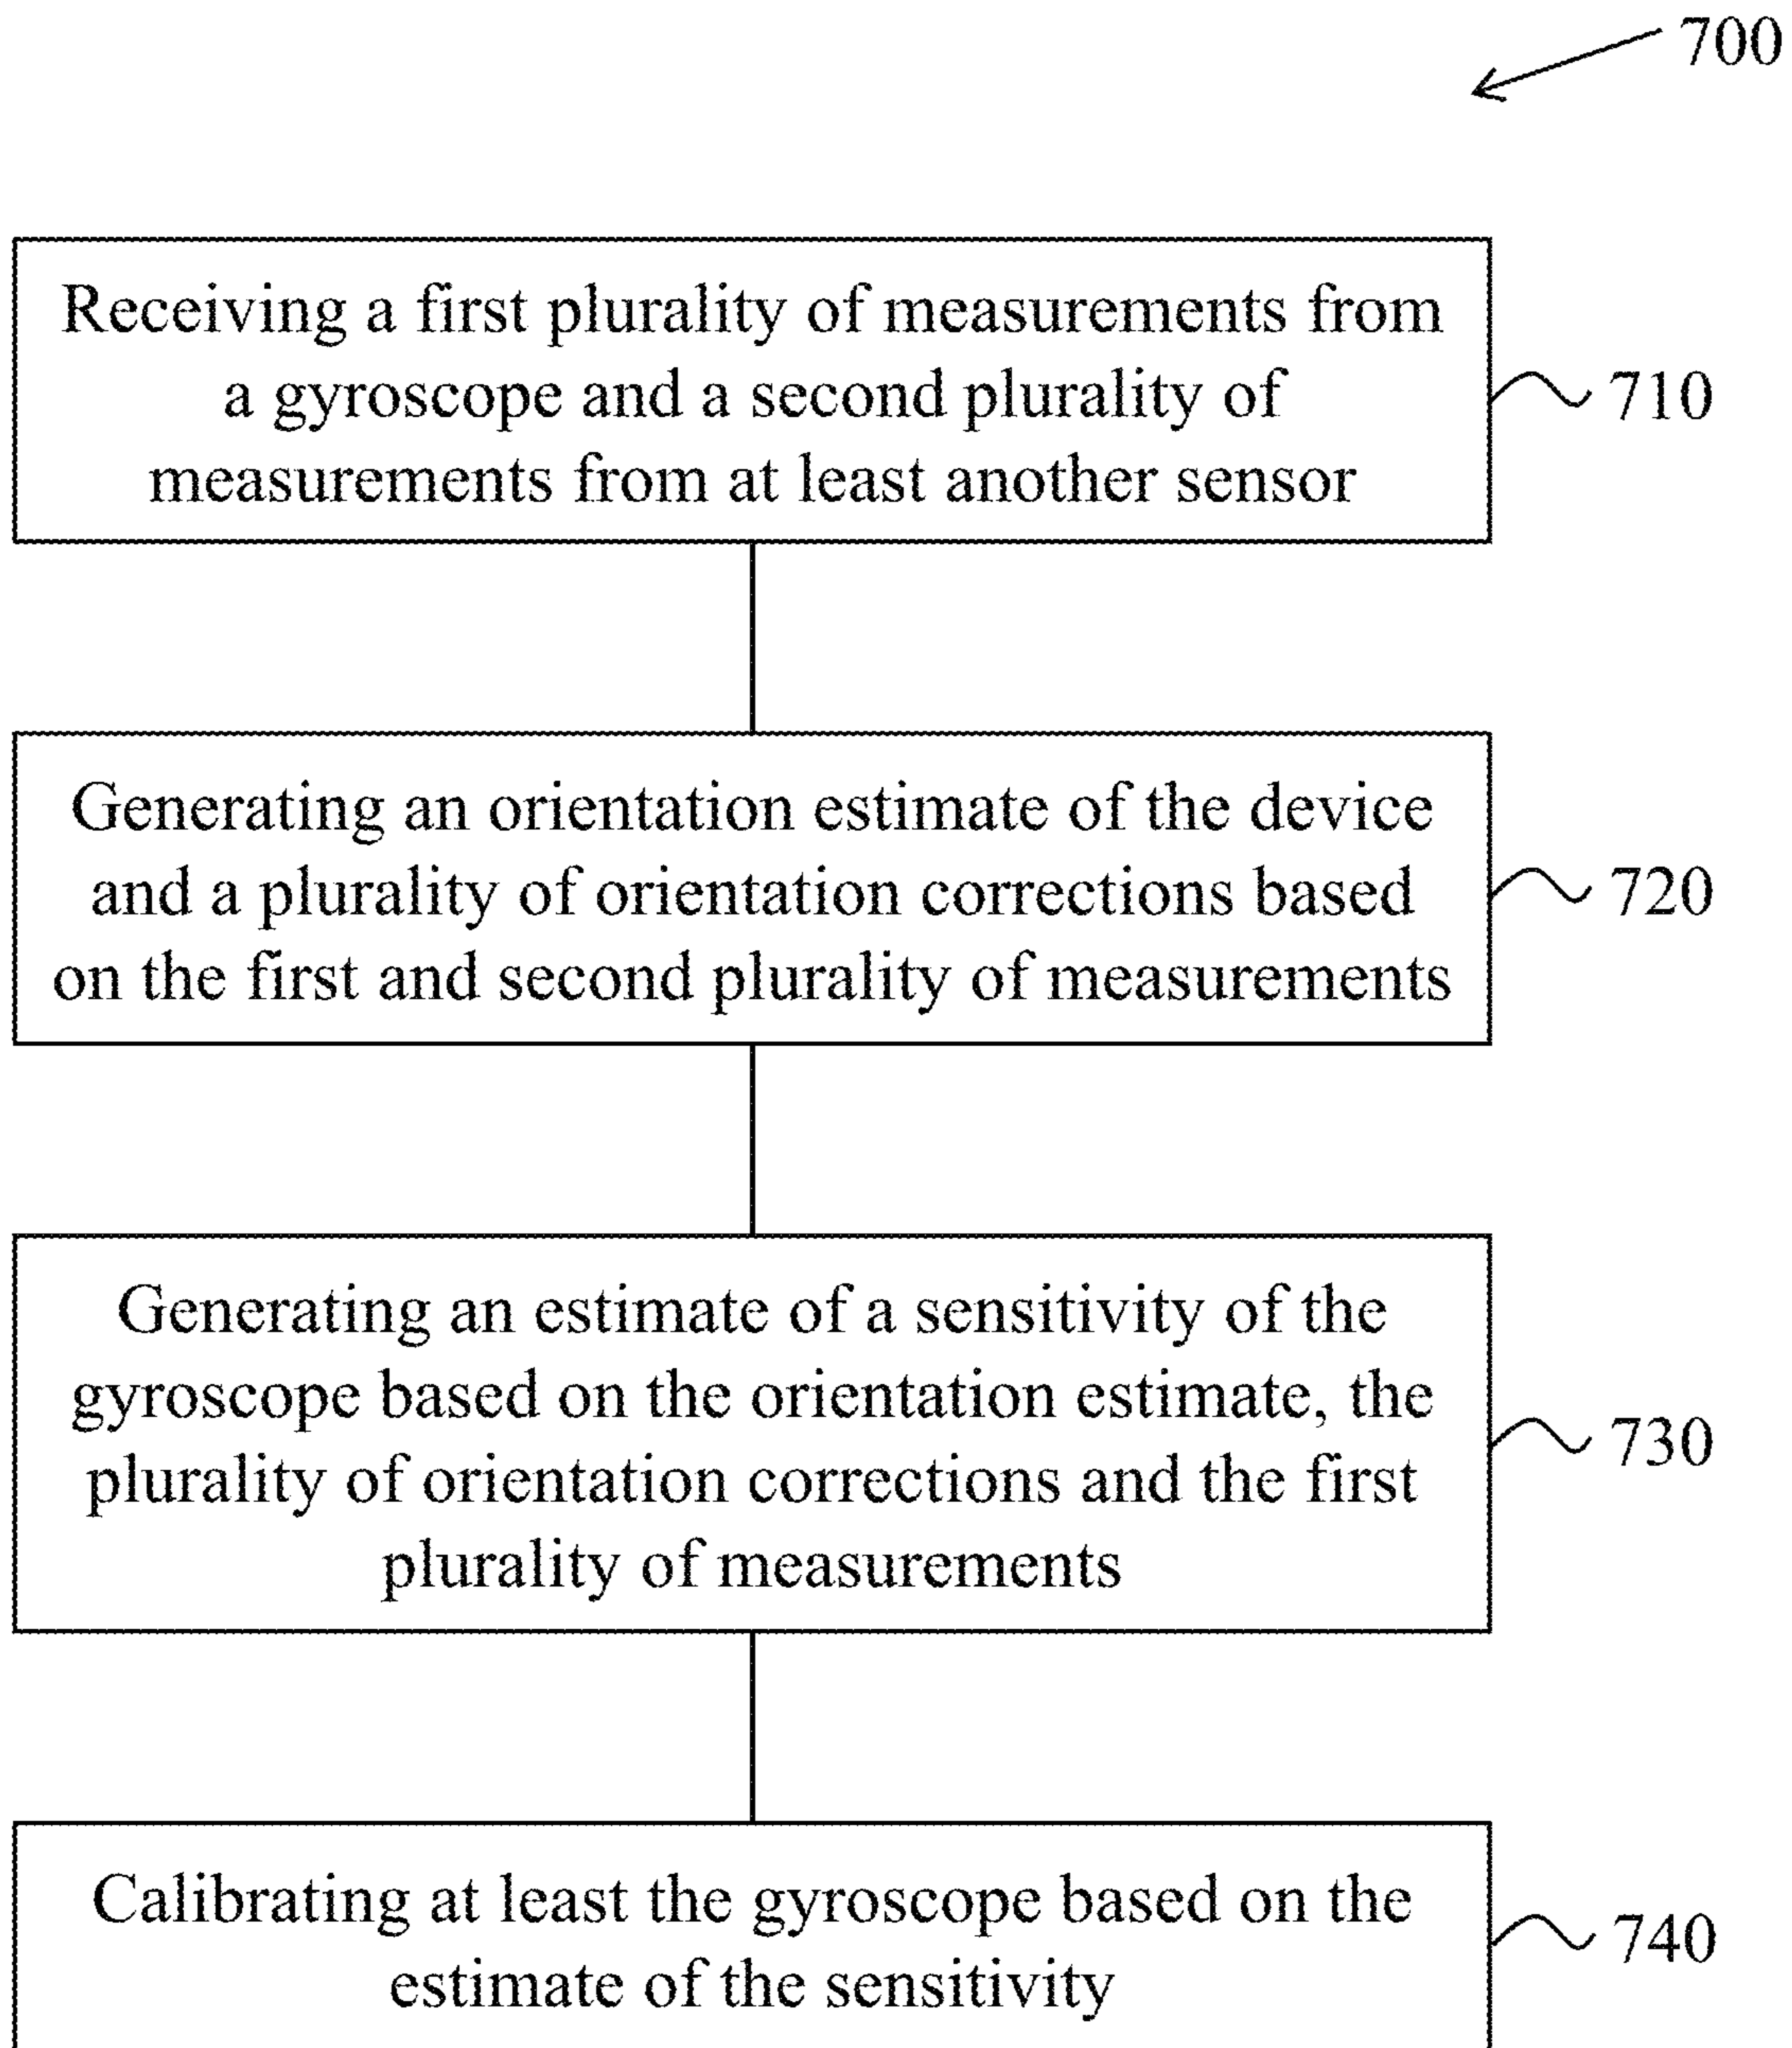 700
Receiving a first plurality of measurements from
a gyroscope and a second plurality of
measurements from at least another sensor
710
Generating an orientation estimate of the device
and a plurality of orientation corrections based
on the first and second plurality of measurements
720
Generating an estimate of a sensitivity of the
gyroscope based on the orientation estimate, the
plurality of orientation corrections and the first
plurality of measurements
730
Calibrating at least the gyroscope based on the
estimate of the sensitivity
740